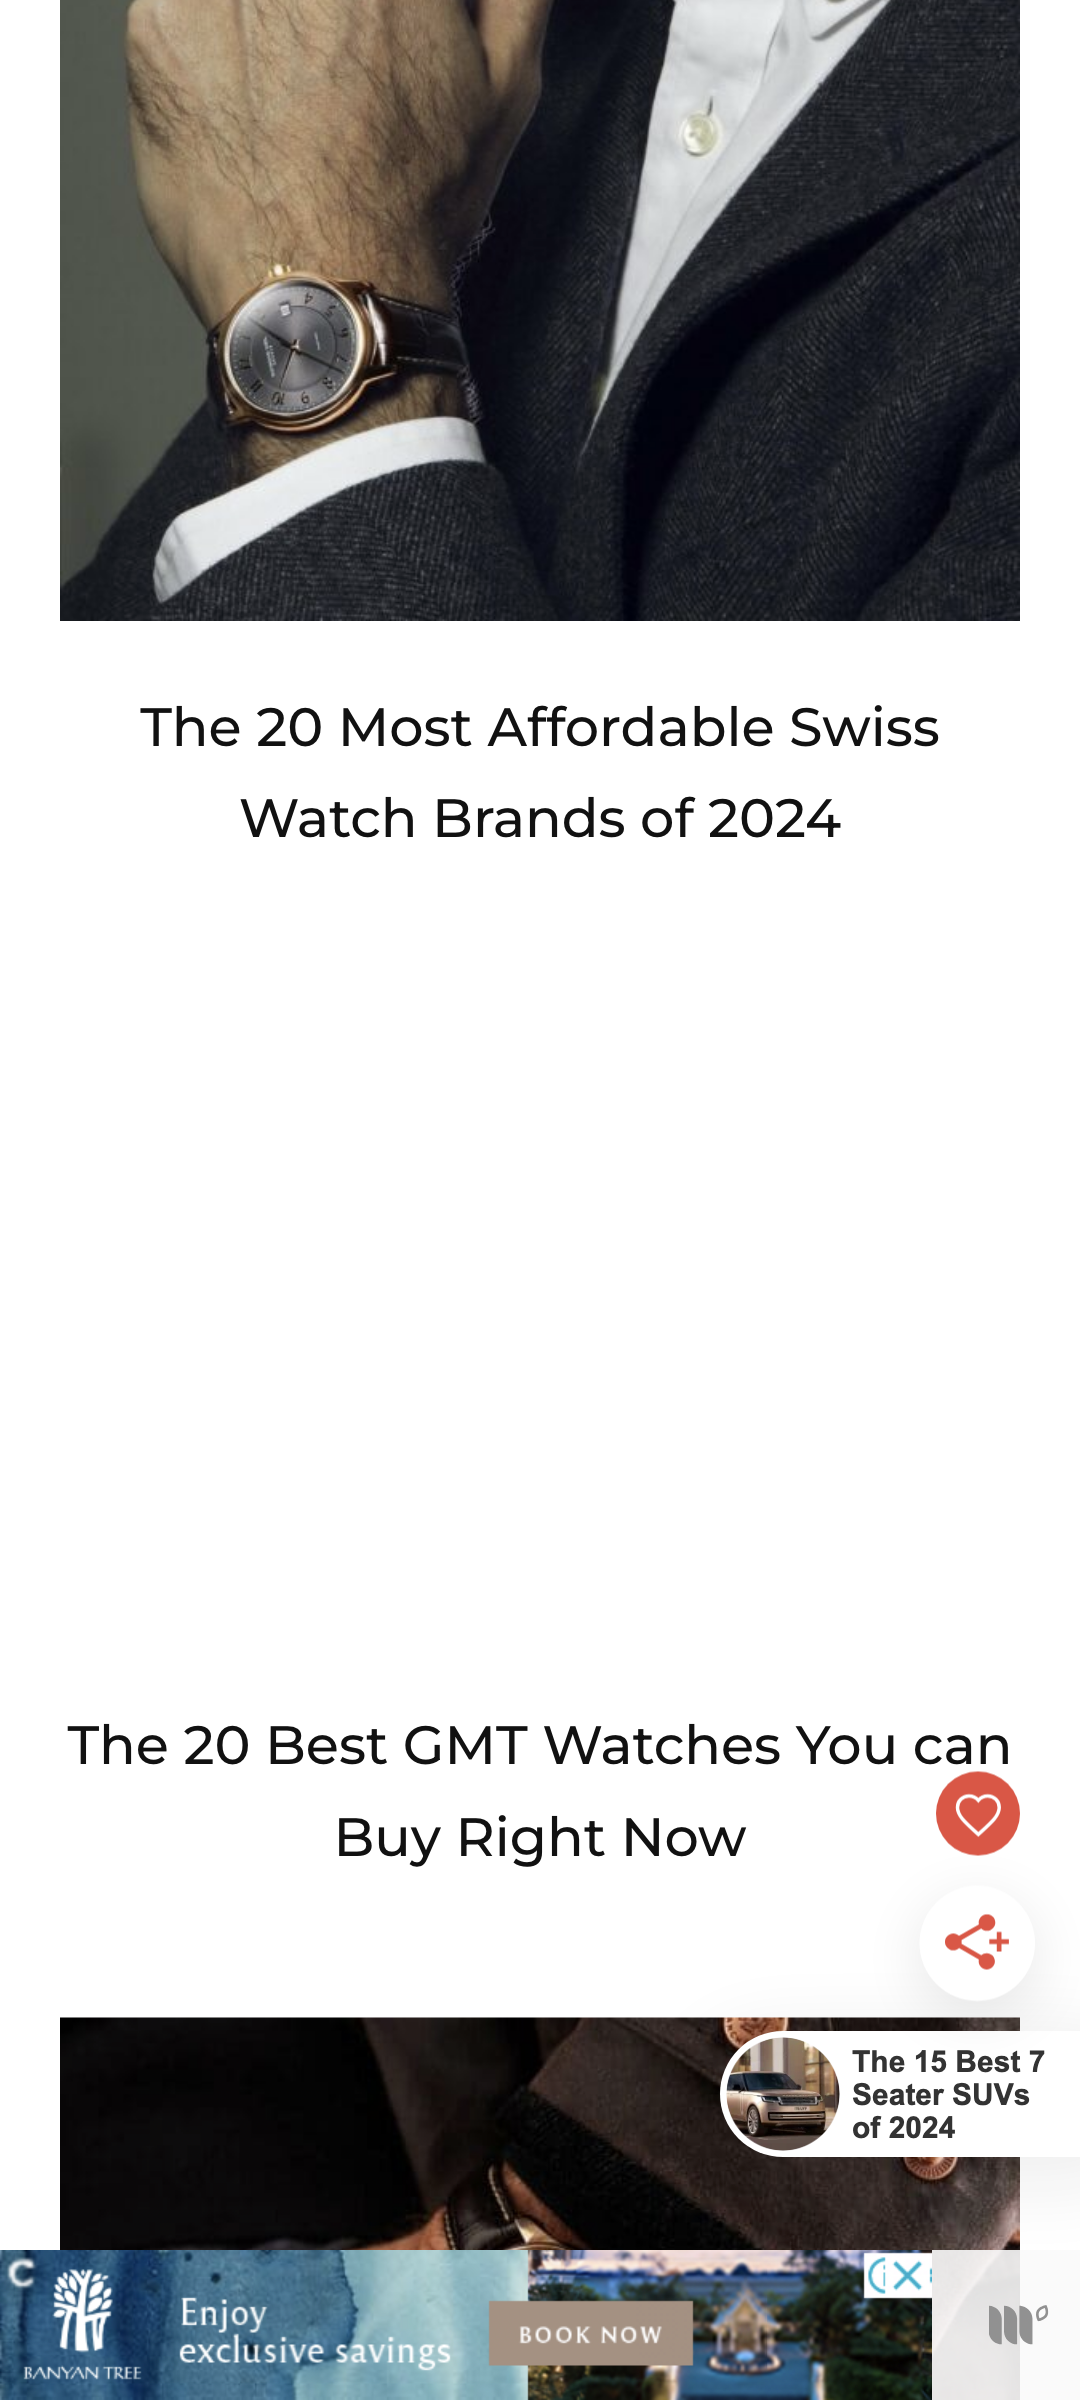 The 20 Most Affordable Swiss
Watch Brands of 2024
The 20 Best GMT Watches You can
Buy Right Now
The 15 Best 7
Seater SUVs
of 2024
BANYAN TREE
Enjoy
exclusive savings
BOOK NOW